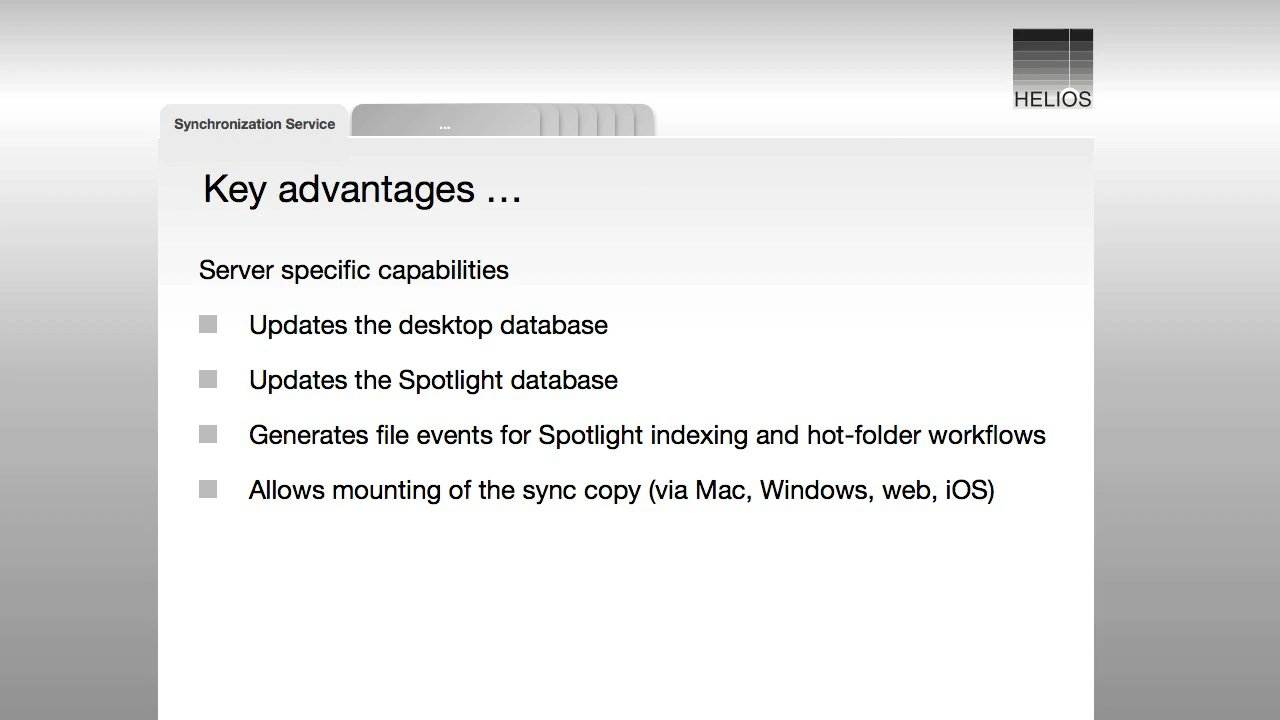 HELIOS
Synchronization Service
...
Key advantages …
Server specific capabilities
Updates the desktop database
Updates the Spotlight database
Generates file events for Spotlight indexing and hot-folder workflows
Allows mounting of the sync copy (via Mac, Windows, web, iOS)